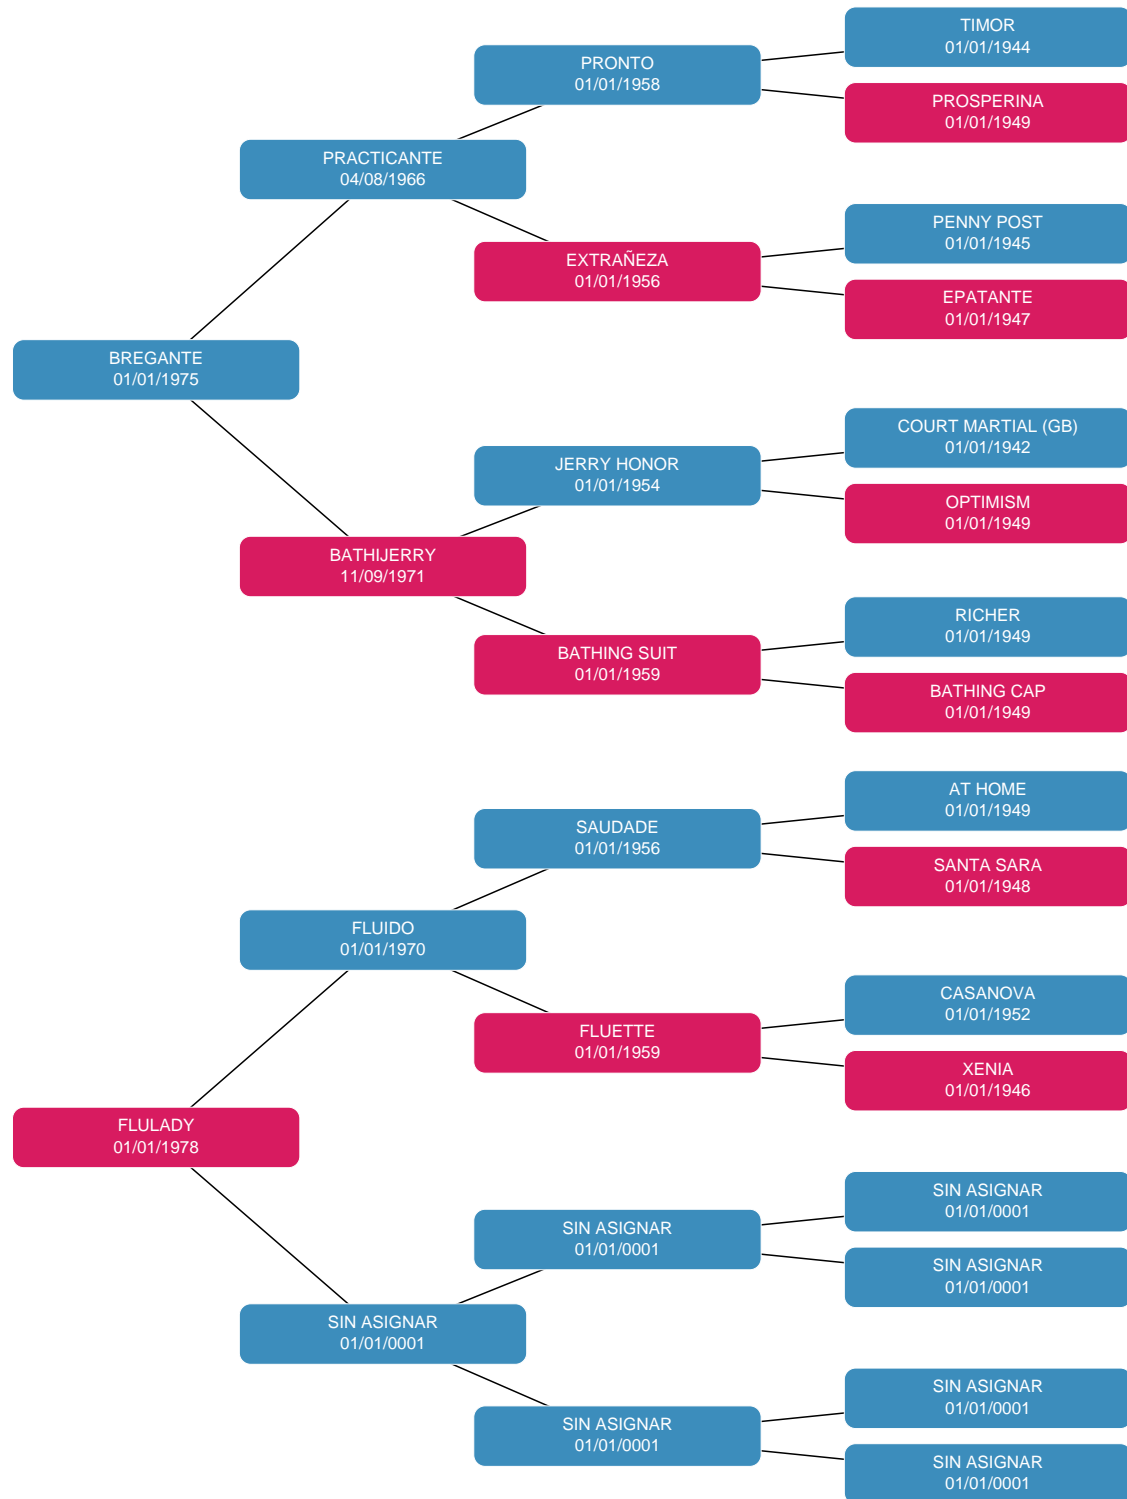 TIMOR
01/01/1944
PRONTO
01/01/1958
PROSPERINA
01/01/1949
PRACTICANTE
04/08/1966
PENNY POST
01/01/1945
EXTRAÑEZA
01/01/1956
EPATANTE
01/01/1947
BREGANTE
01/01/1975
COURT MARTIAL (GB)
01/01/1942
JERRY HONOR
01/01/1954
OPTIMISM
01/01/1949
BATHIJERRY
11/09/1971
RICHER
01/01/1949
BATHING SUIT
01/01/1959
BATHING CAP
01/01/1949
AT HOME
01/01/1949
SAUDADE
01/01/1956
SANTA SARA
01/01/1948
FLUIDO
01/01/1970
CASANOVA
01/01/1952
FLUETTE
01/01/1959
XENIA
01/01/1946
FLULADY
01/01/1978
SIN ASIGNAR
01/01/0001
SIN ASIGNAR
01/01/0001
SIN ASIGNAR
01/01/0001
SIN ASIGNAR
01/01/0001
SIN ASIGNAR
01/01/0001
SIN ASIGNAR
01/01/0001
SIN ASIGNAR
01/01/0001